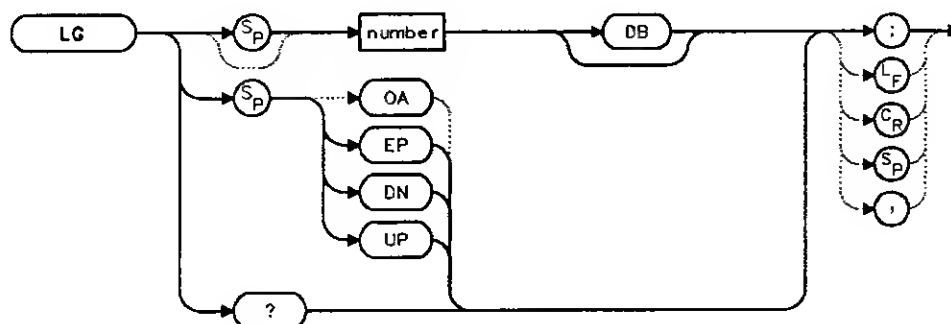 LG SP number DB ;
LF
SP OA CR
EP SP
DN ,
UP
?